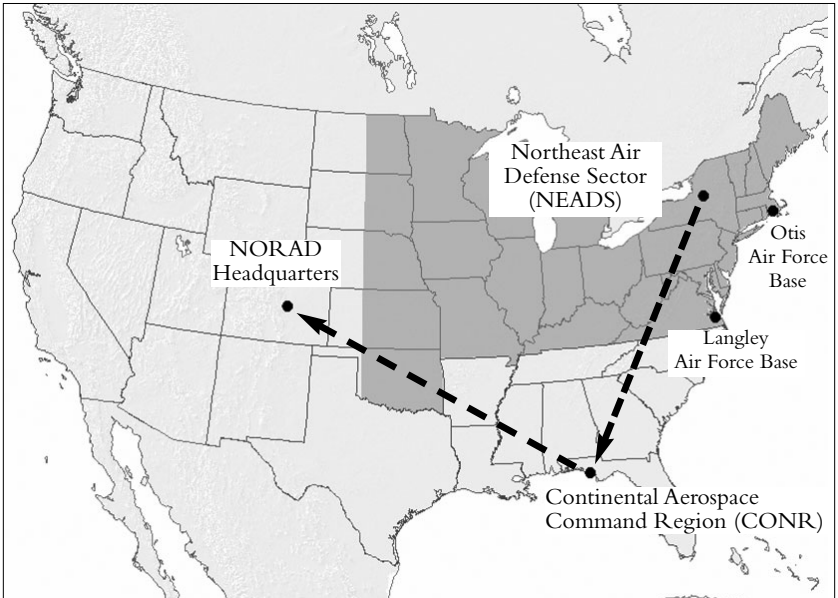 Northeast Air
Defense Sector
(NEADS)
NORAD
Headquarters
Otis
Air Force
Base
Langley
Air Force Base
Continental Aerospace
Command Region (CONR)